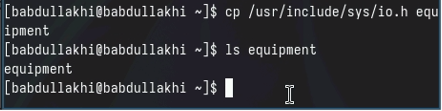 [babdullakhi@babdullakhi ~]$ cp /usr/include/sys/io.h equ
ipment
[babdullakhi@babdullakhi ~]$ ls equipment
equipment
[babdullakhi@babdullakhi ~]$